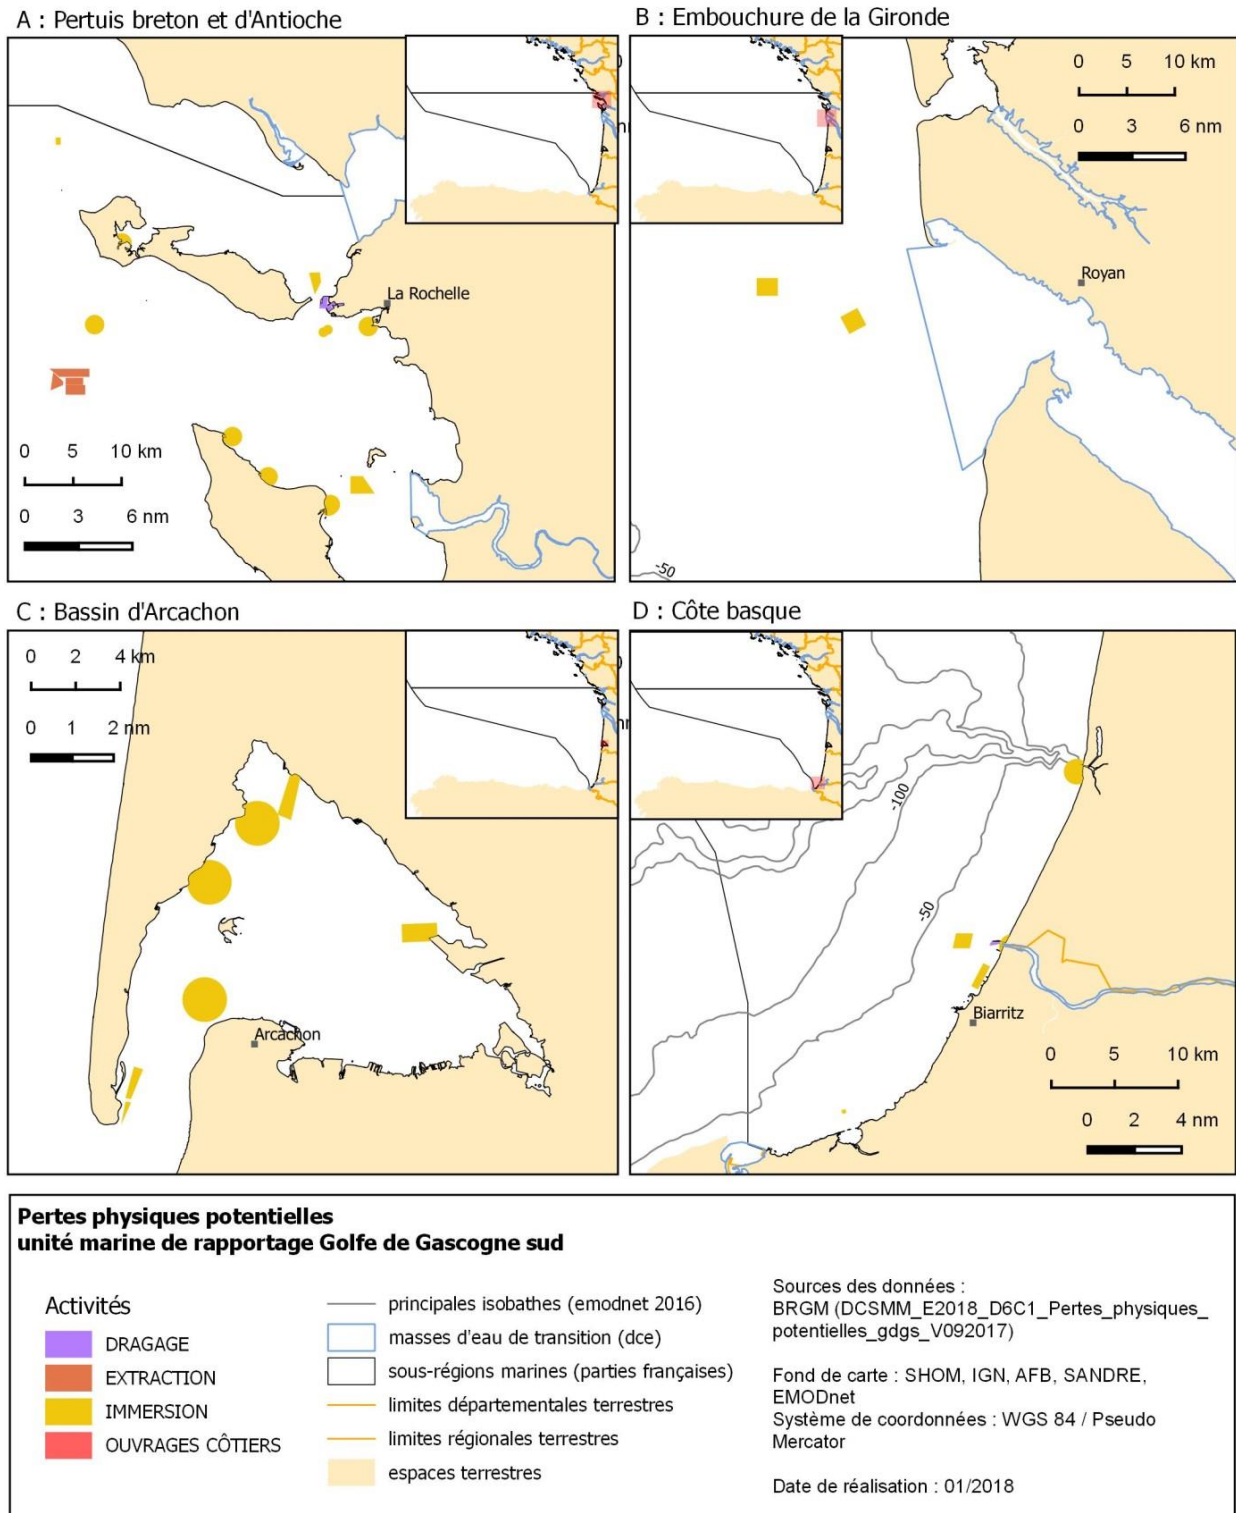 A : Pertuis breton et d'Antioche
La Rochelle
0 5 10 km
0 3 6 nm
B : Embouchure de la Gironde
0 5 10 km
0 3 6 nm
Royan
-50
C : Bassin d'Arcachon
0 2 4 km
0 1 2 nm
Arcachon
D : Côte basque
-100
-50
Biarritz
0 5 10 km
0 2 4 nm
Pertes physiques potentielles
unité marine de rapportage Golfe de Gascogne sud
Activités
DRAGAGE
EXTRACTION
IMMERSION
OUVRAGES CÔTIERS
principales isobathes (emodnet 2016)
masses d'eau de transition (dce)
sous-régions marines (parties françaises)
limites départementales terrestres
limites régionales terrestres
espaces terrestres
Sources des données :
BRGM (DCSMM_E2018_D6C1_Pertes_physiques_
potentielles_gdgs_V092017)
Fond de carte : SHOM, IGN, AFB, SANDRE,
EMODnet
Système de coordonnées : WGS 84 / Pseudo
Mercator
Date de réalisation : 01/2018